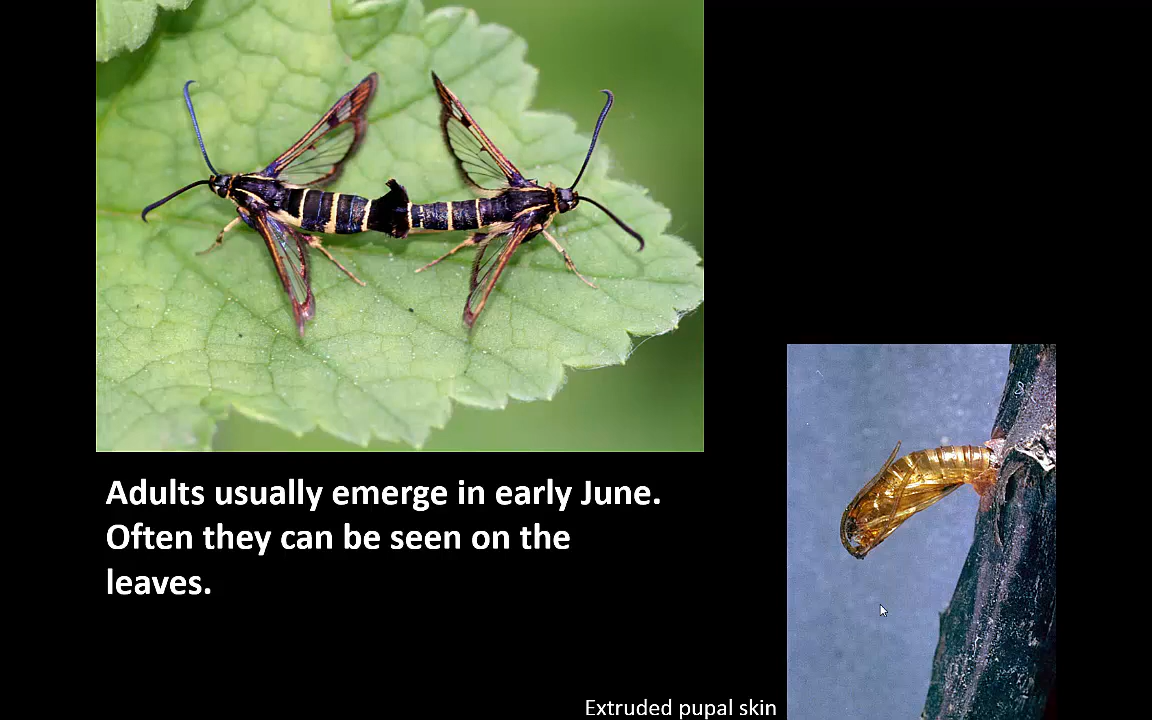 Adults usually emerge in early June.
Often they can be seen on the
leaves.
Extruded pupal skin